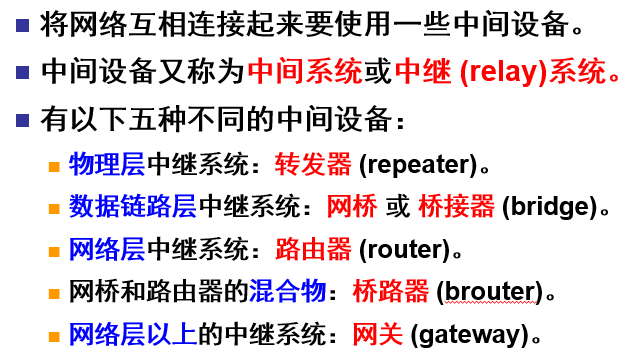 将网络互相连接起来要使用一些中间设备。
中间设备又称为中间系统或中继 (relay)系统。
有以下五种不同的中间设备：
物理层中继系统：转发器 (repeater)。
数据链路层中继系统：网桥 或 桥接器 (bridge)。
网络层中继系统：路由器 (router)。
网桥和路由器的混合物：桥路器 (brouter)。
网络层以上的中继系统：网关 (gateway)。